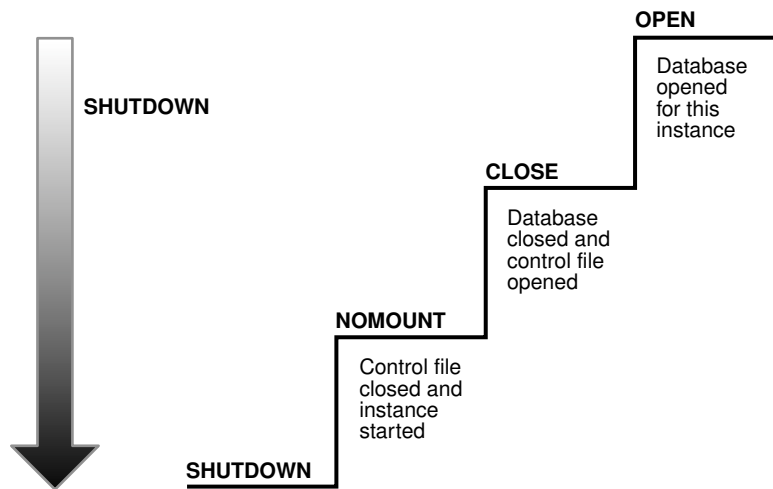 OPEN
Database
opened
for this
instance
SHUTDOWN
CLOSE
Database
closed and
control file
opened
NOMOUNT
Control file
closed and
instance
started
SHUTDOWN